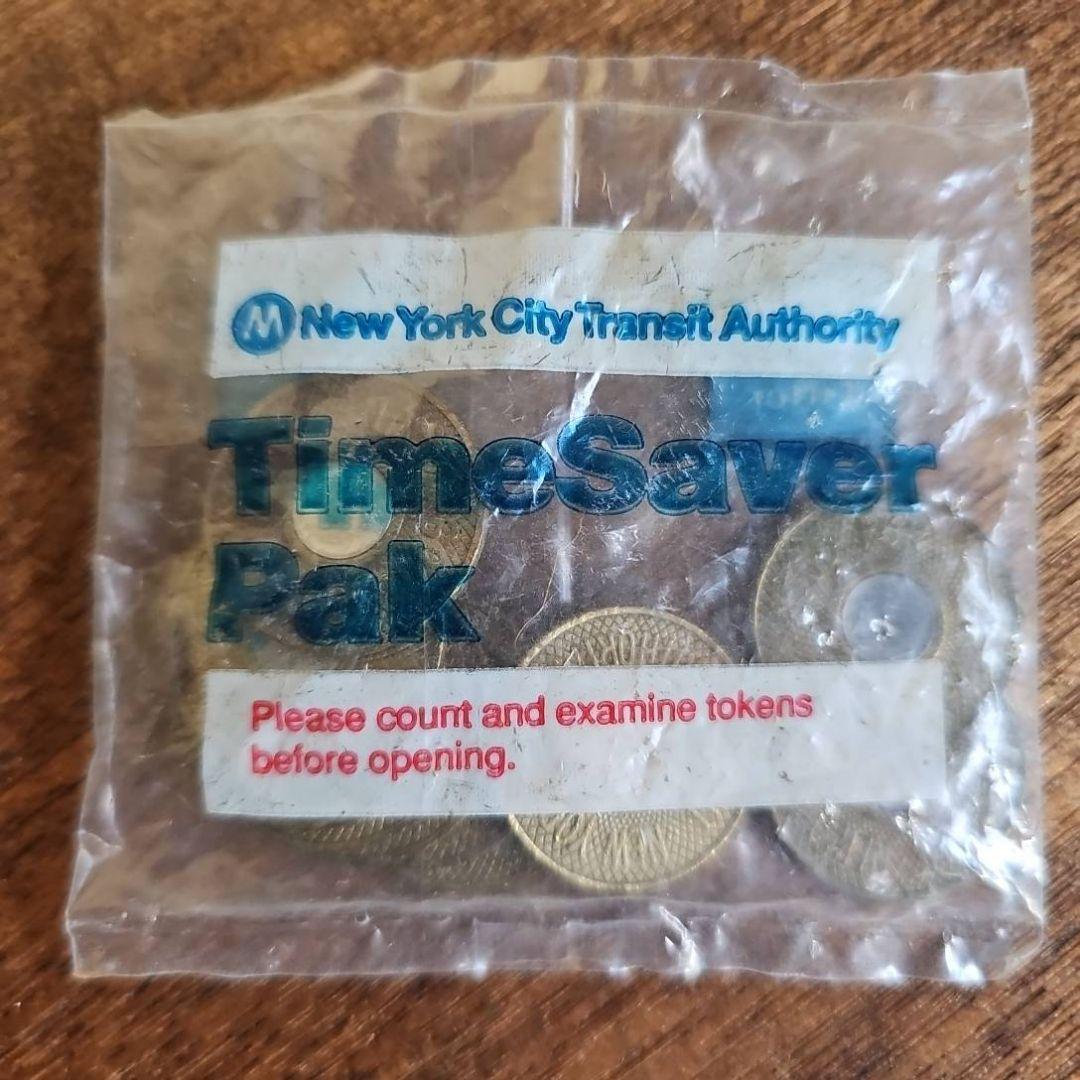 M New York City Transit Authority
TimeSaver
Pak
Please count and examine tokens
before opening.